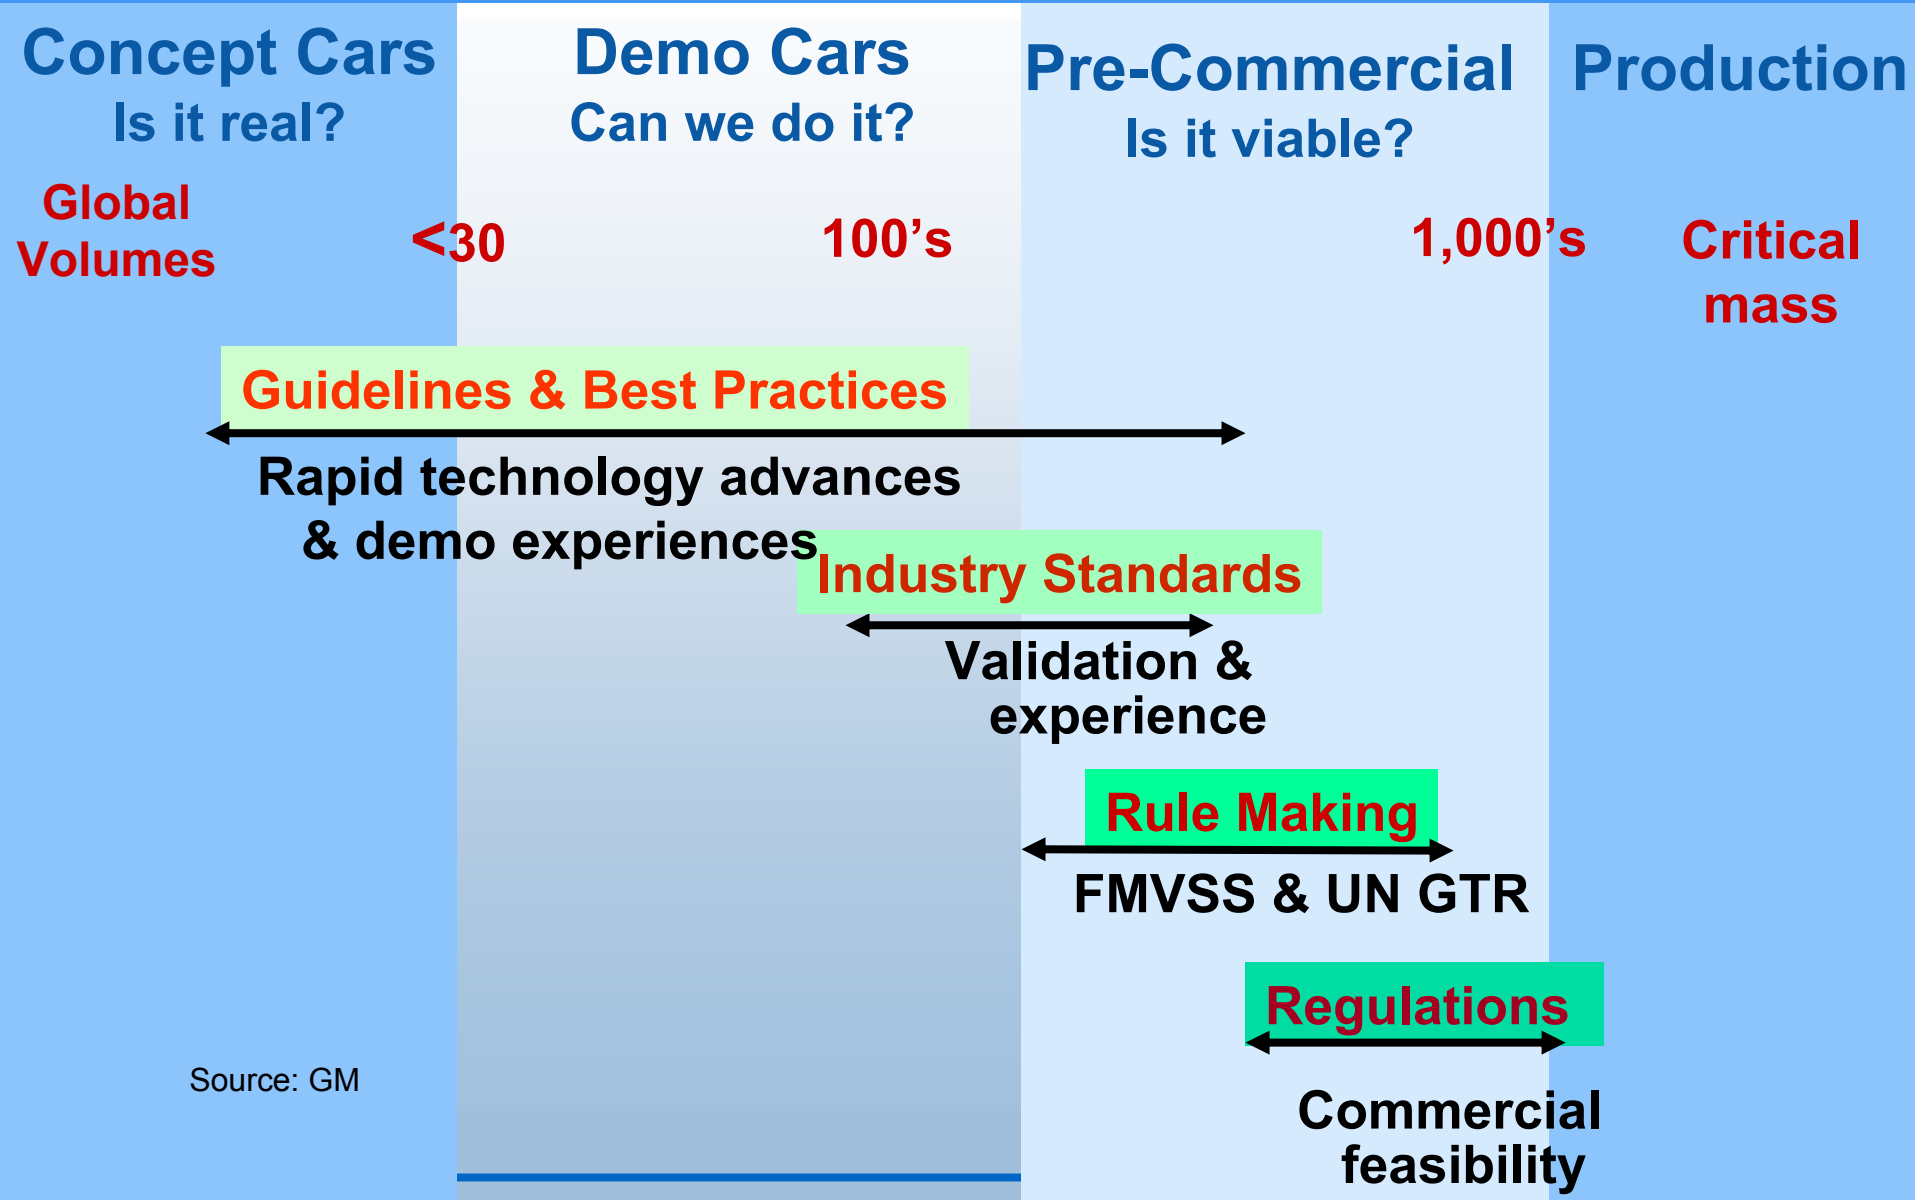 Concept Cars
Is it real?
Demo Cars
Can we do it?
Pre-Commercial
Is it viable?
Production
Global
Volumes
<30
100’s
1,000’s
Critical
mass
Guidelines & Best Practices
Rapid technology advances
& demo experiences
Industry Standards
Validation &
experience
Rule Making
FMVSS & UN GTR
Regulations
Commercial
feasibility
Source: GM